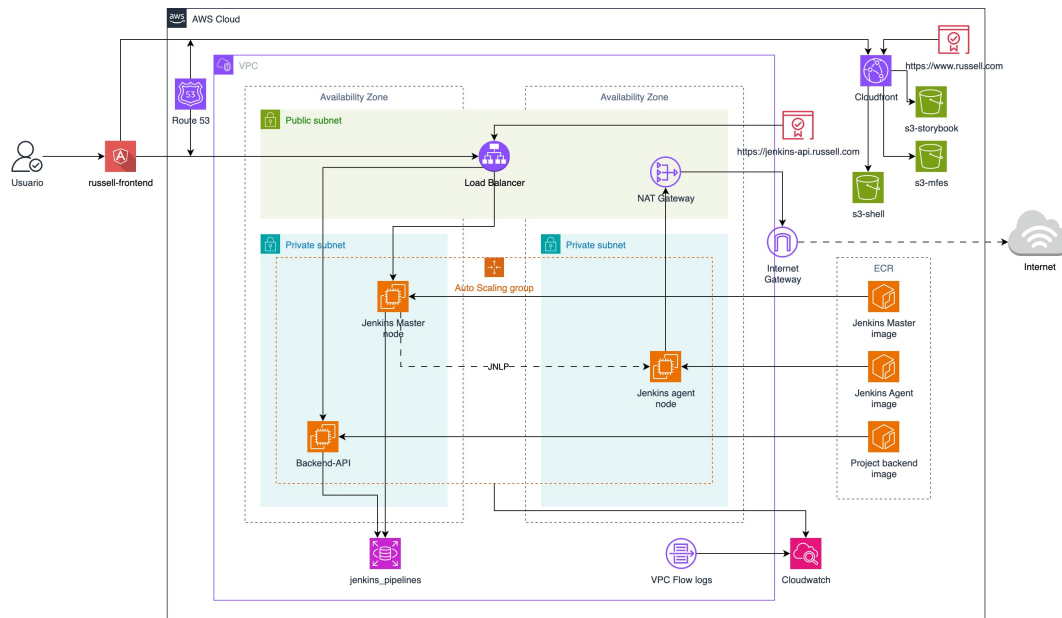 aws
AWS Cloud
VPC
https://www.russell.com
Availability Zone
Availability Zone
53
Route 53
Cloudfront
Public subnet
s3-storybook
https://jenkins-api.russell.com
Usuario
russell-frontend
Load Balancer
s3-mfes
NAT Gateway
s3-shell
Private subnet
Private subnet
Internet
Internet
Gateway
ECR
Auto Scaling group
Jenkins Master
node
Jenkins Master
image
JNLP
Jenkins agent
node
Jenkins Agent
image
Backend-API
Project backend
image
jenkins_pipelines
VPC Flow logs
Cloudwatch